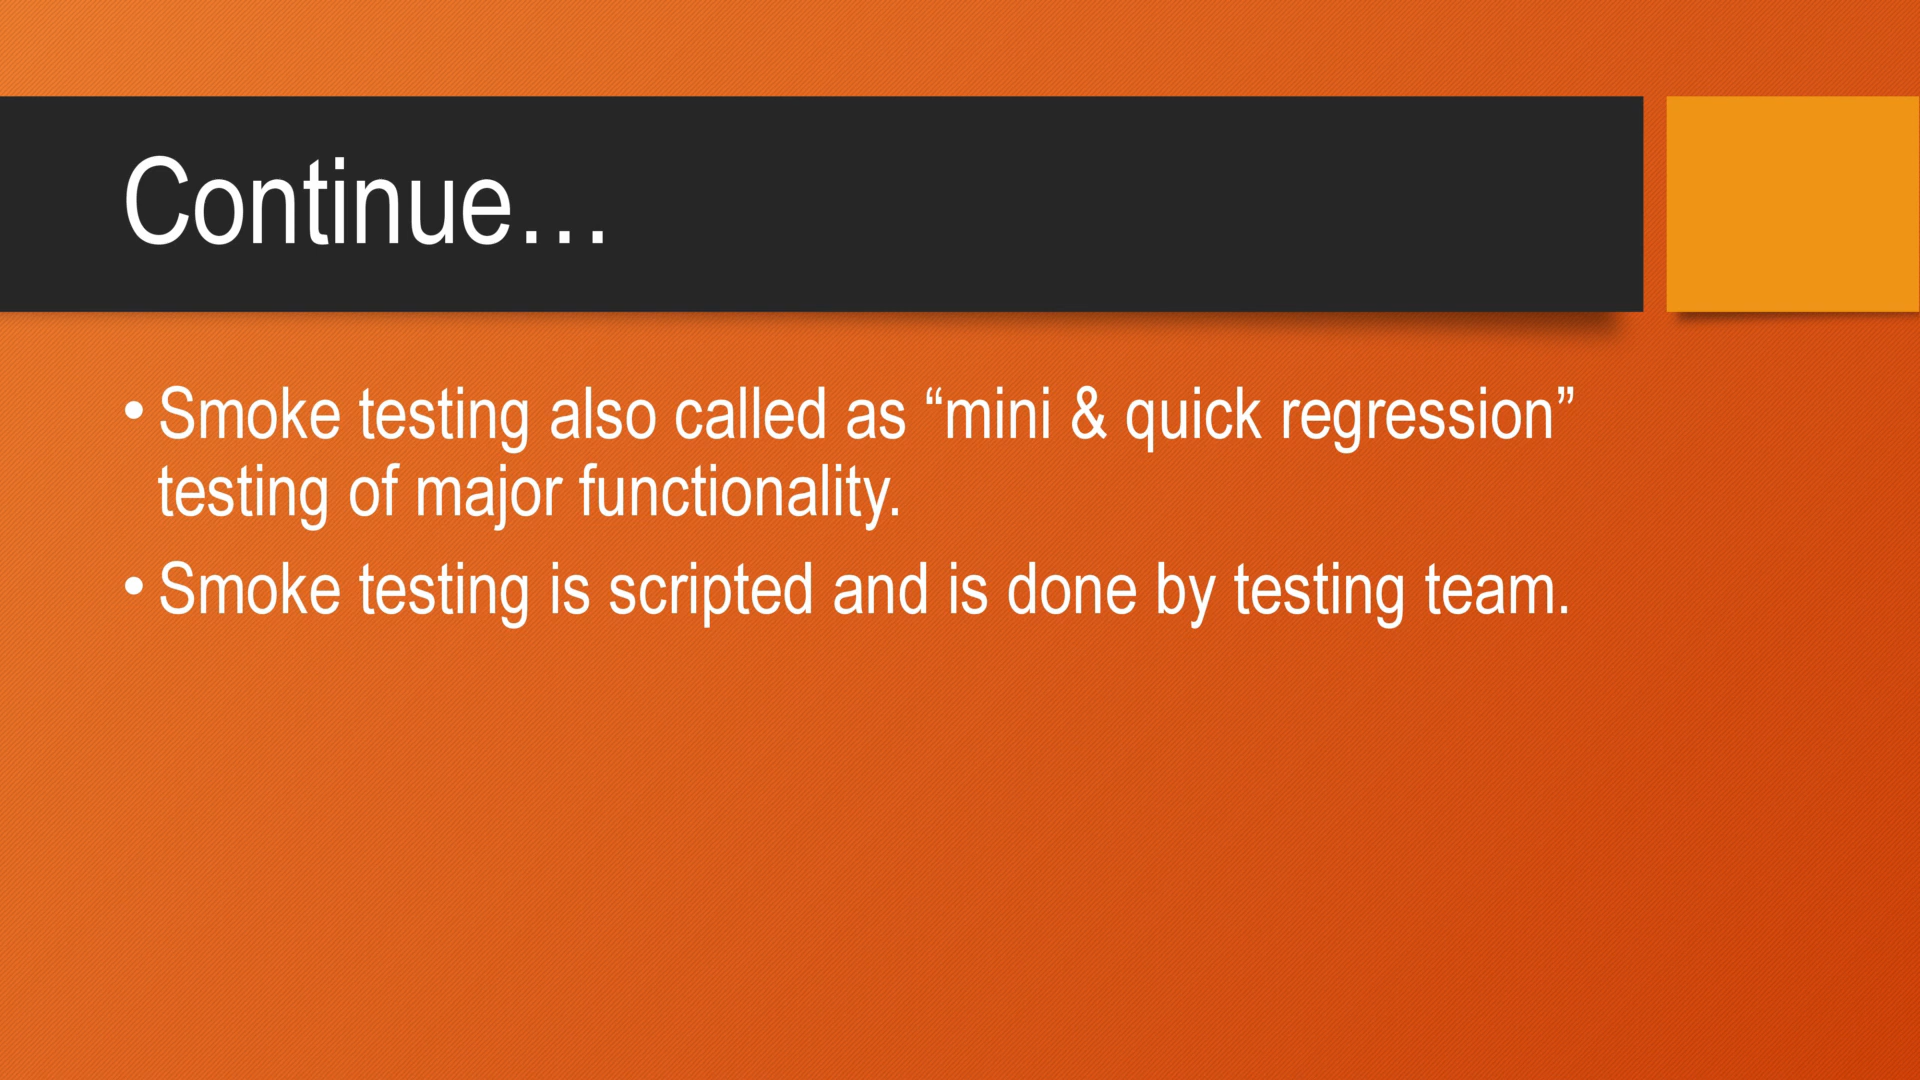 Continue…
• Smoke testing also called as “mini & quick regression”
testing of major functionality.
• Smoke testing is scripted and is done by testing team.